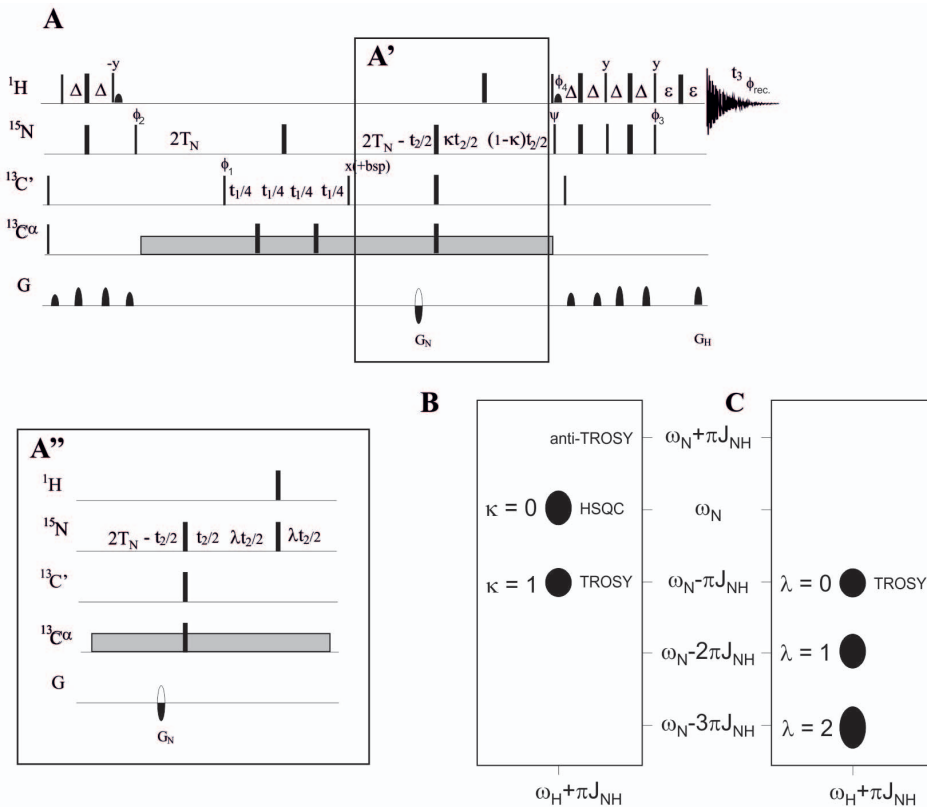 A
A'
-y
ϕ4
y
y
t3
ϕrec.
1H
Δ Δ
Δ Δ Δ Δ ε ε
ϕ2
ψ
ϕ3
15N
2TN
2TN - t2/2 κt2/2 (1-κ)t2/2
ϕ1
x(+bsp)
13C'
t1/4 t1/4 t1/4 t1/4
13Cα
G
GN
GH
B
C
A"
1H
15N
2TN - t2/2 t2/2 λt2/2 λt2/2
13C'
13Cα
G
GN
anti-TROSY
ωN+πJNH
κ = 0
HSQC
ωN
κ = 1
TROSY
ωN-πJNH
λ = 0
TROSY
ωN-2πJNH
λ = 1
ωN-3πJNH
λ = 2
ωH+πJNH
ωH+πJNH